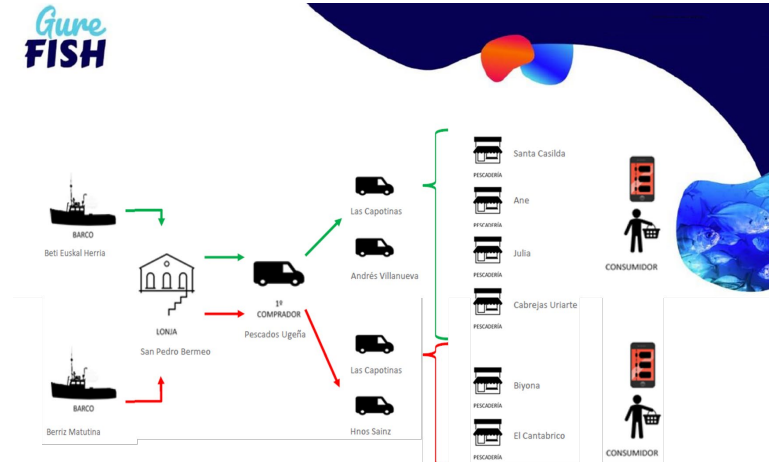 Gure
FISH
BARCO
Beti Euskal Herria
LONJA
San Pedro Bermeo
BARCO
Berriz Matutina
1º
COMPRADOR
Pescados Ugeña
Las Capotinas
Andrés Villanueva
Las Capotinas
Hnos Sainz
Santa Casilda
PESCADERÍA
Ane
PESCADERÍA
Julia
PESCADERÍA
Cabrejas Uriarte
PESCADERÍA
Biyona
PESCADERÍA
El Cantabrico
PESCADERÍA
CONSUMIDOR
CONSUMIDOR